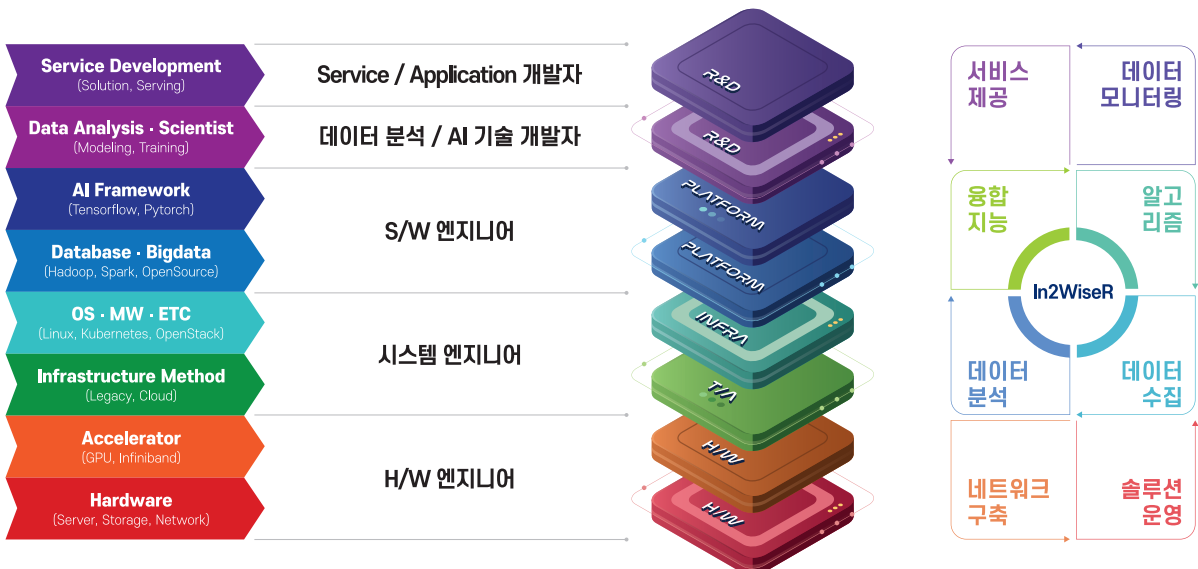 Service Development
(Solution, Serving)
Data Analysis · Scientist
(Modeling, Training)
AI Framework
(Tensorflow, Pytorch)
Database · Bigdata
(Hadoop, Spark, OpenSource)
OS · MW · ETC
(Linux, Kubernetes, OpenStack)
Infrastructure Method
(Legacy, Cloud)
Accelerator
(GPU, Infiniband)
Hardware
(Server, Storage, Network)
Service / Application 개발자
데이터 분석 / AI 기술 개발자
S/W 엔지니어
시스템 엔지니어
H/W 엔지니어
R&D
R&D
PLATFORM
PLATFORM
INFRA
T/A
H/W
H/W
서비스
제공
데이터
모니터링
융합
지능
알고
리즘
In2WiseR
데이터
분석
데이터
수집
네트워크
구축
솔루션
운영